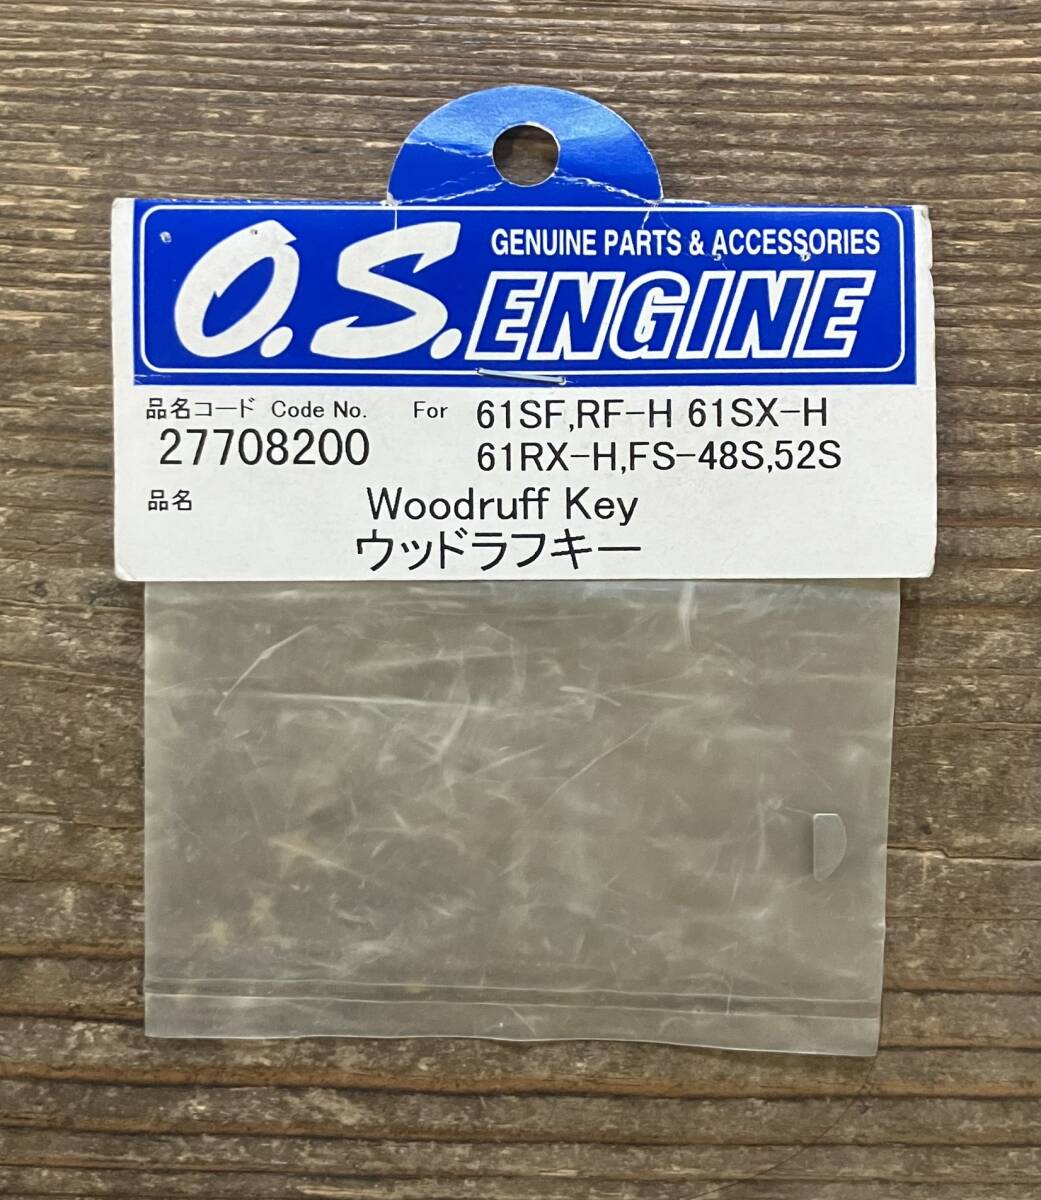 GENUINE PARTS & ACCESSORIES
O.S.ENGINE
品名コード Code No. For 61SF,RF-H 61SX-H
27708200 61RX-H,FS-48S,52S
品名 Woodruff Key
ウッドラフキー